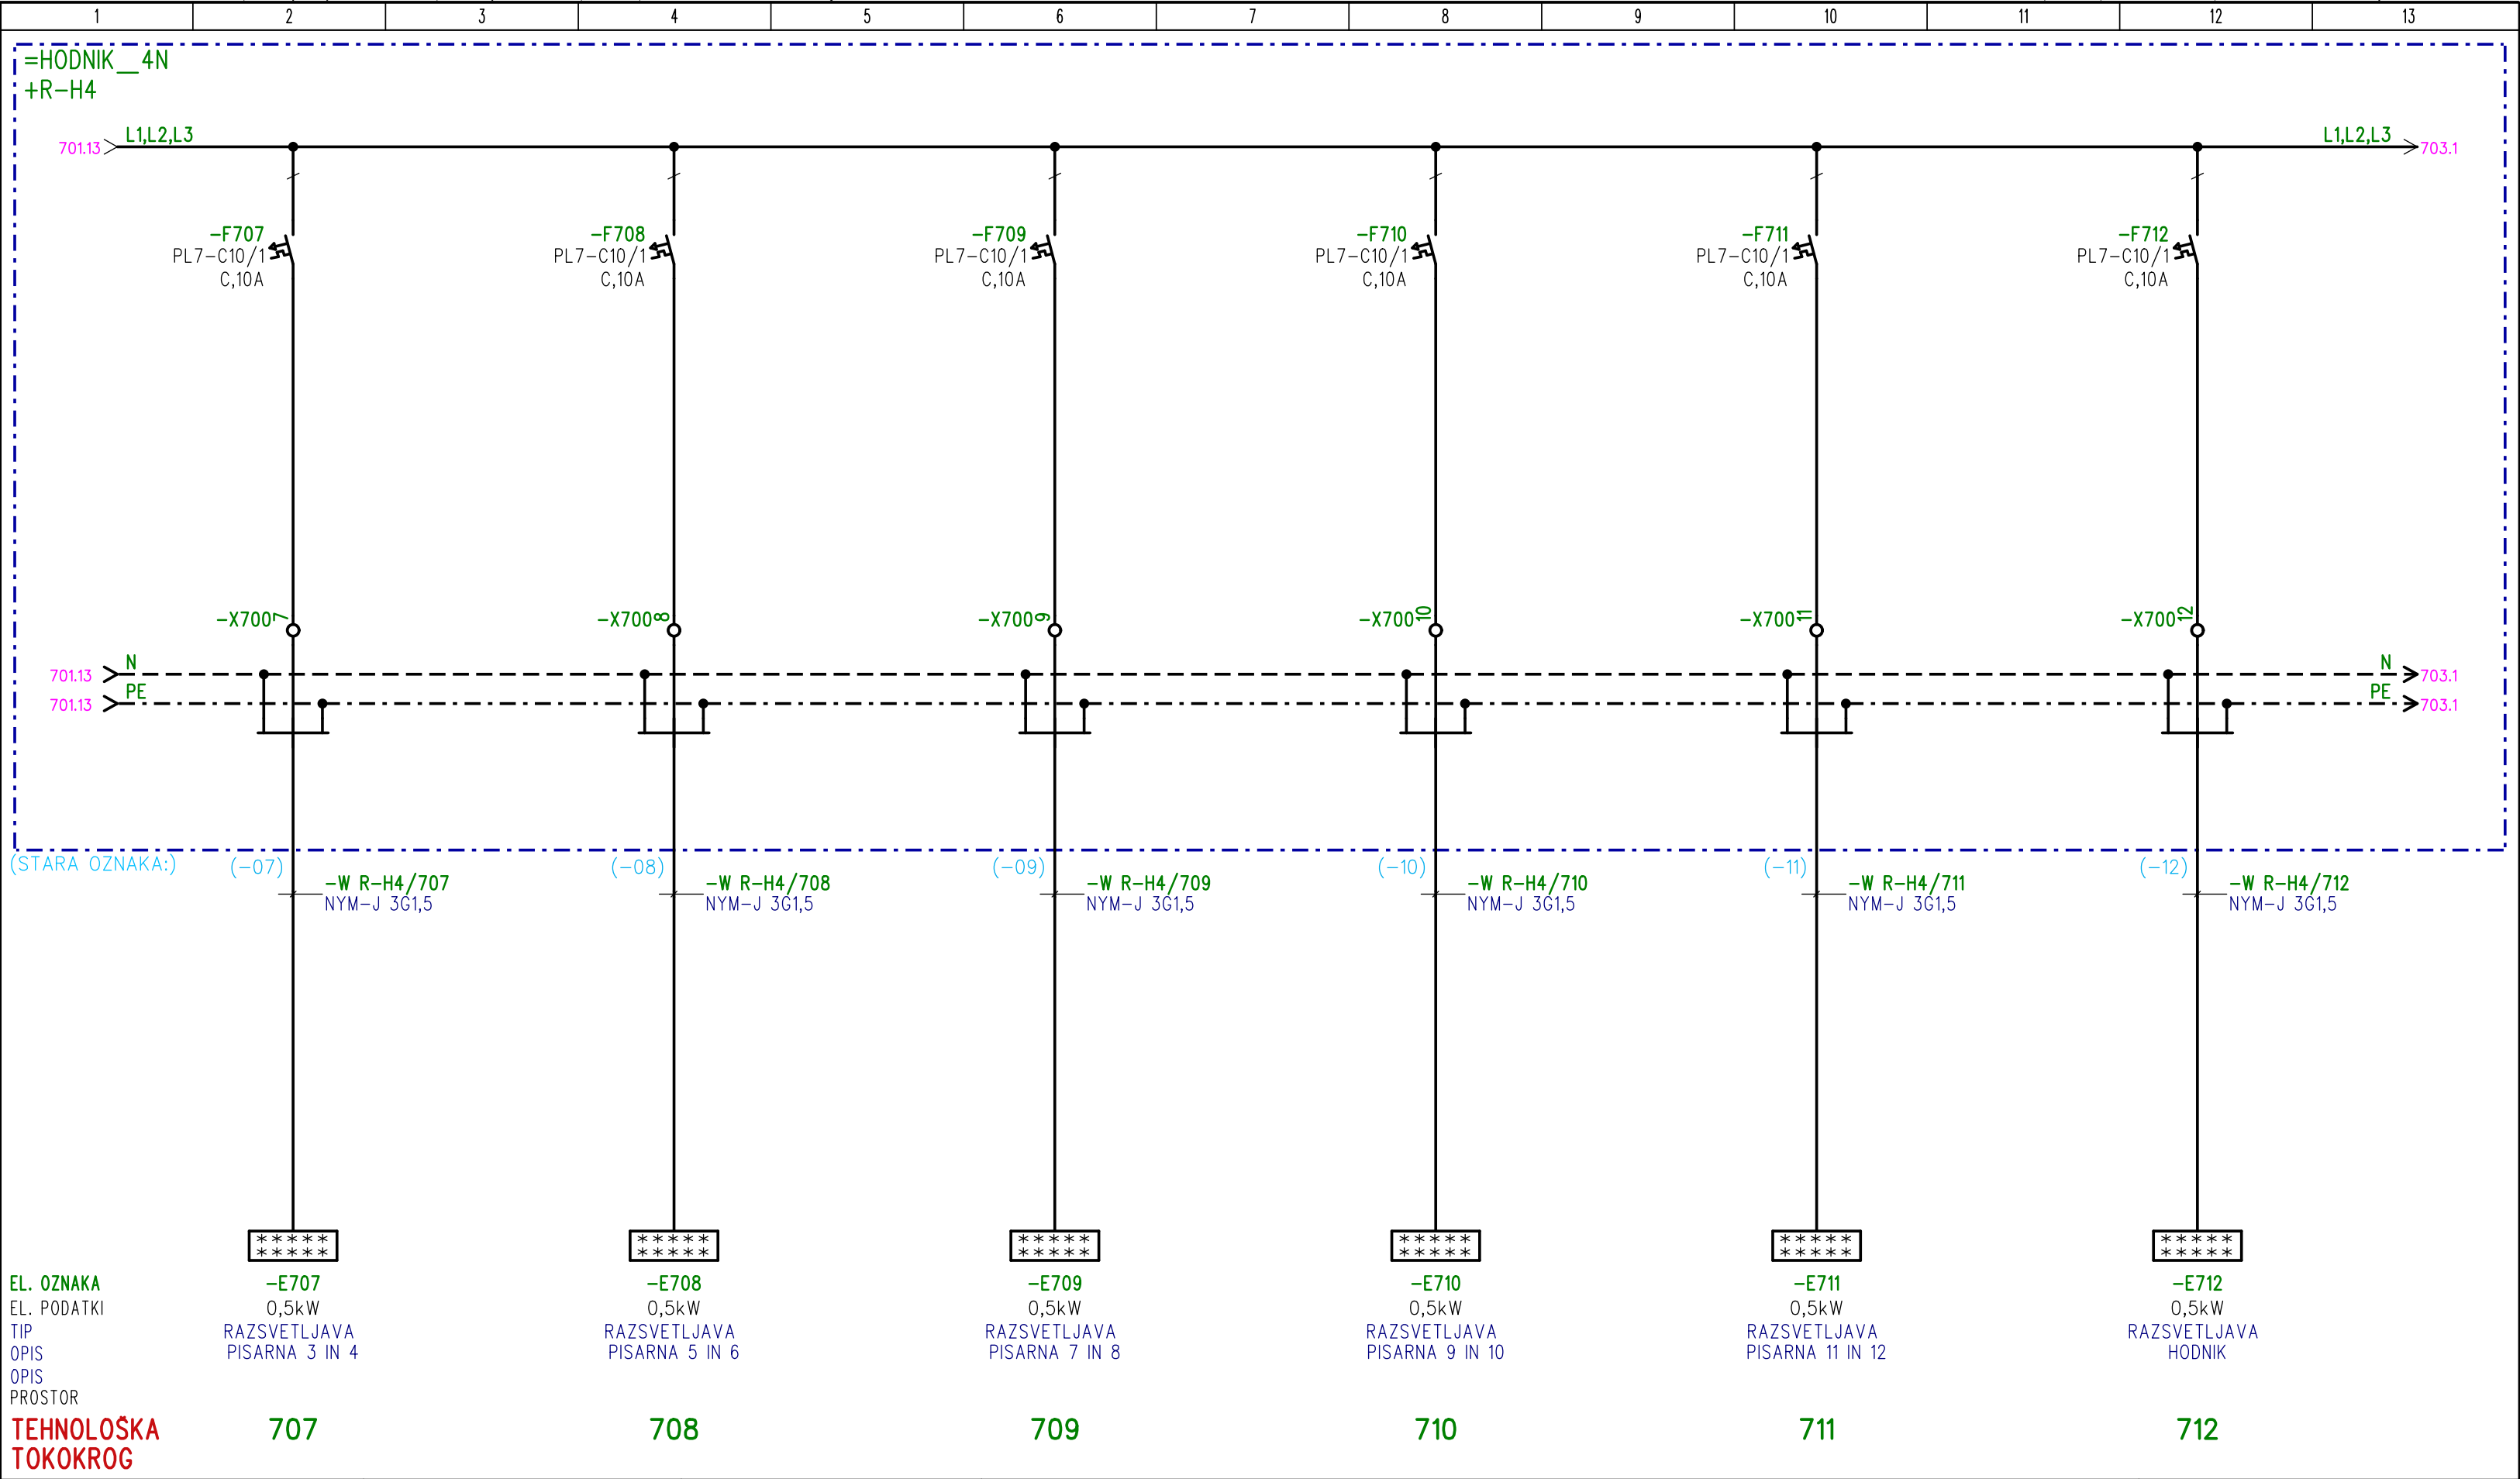 1 2 3 4 5 6 7 8 9 10 11 12 13
=HODNIK__4N
+R-H4
L1,L2,L3 L1,L2,L3
701.13 703.1
-F707 -F708 -F709 -F710 -F711 -F712
PL7-C10/1 PL7-C10/1 PL7-C10/1 PL7-C10/1 PL7-C10/1 PL7-C10/1
C,10A C,10A C,10A C,10A C,10A C,10A
-X700 7 -X700 8 -X700 9 -X700 10 -X700 11 -X700 12
N N
701.13 703.1
PE PE
701.13 703.1
(STARA OZNAKA:) (-07) (-08) (-09) (-10) (-11) (-12)
-W R-H4/707 -W R-H4/708 -W R-H4/709 -W R-H4/710 -W R-H4/711 -W R-H4/712
NYM-J 3G1,5 NYM-J 3G1,5 NYM-J 3G1,5 NYM-J 3G1,5 NYM-J 3G1,5 NYM-J 3G1,5
***** ***** ***** ***** ***** *****
***** ***** ***** ***** ***** *****
EL. OZNAKA -E707 -E708 -E709 -E710 -E711 -E712
EL. PODATKI 0,5kW 0,5kW 0,5kW 0,5kW 0,5kW 0,5kW
TIP RAZSVETLJAVA RAZSVETLJAVA RAZSVETLJAVA RAZSVETLJAVA RAZSVETLJAVA RAZSVETLJAVA
OPIS PISARNA 3 IN 4 PISARNA 5 IN 6 PISARNA 7 IN 8 PISARNA 9 IN 10 PISARNA 11 IN 12 HODNIK
OPIS
PROSTOR
TEHNOLOŠKA 707 708 709 710 711 712
TOKOKROG